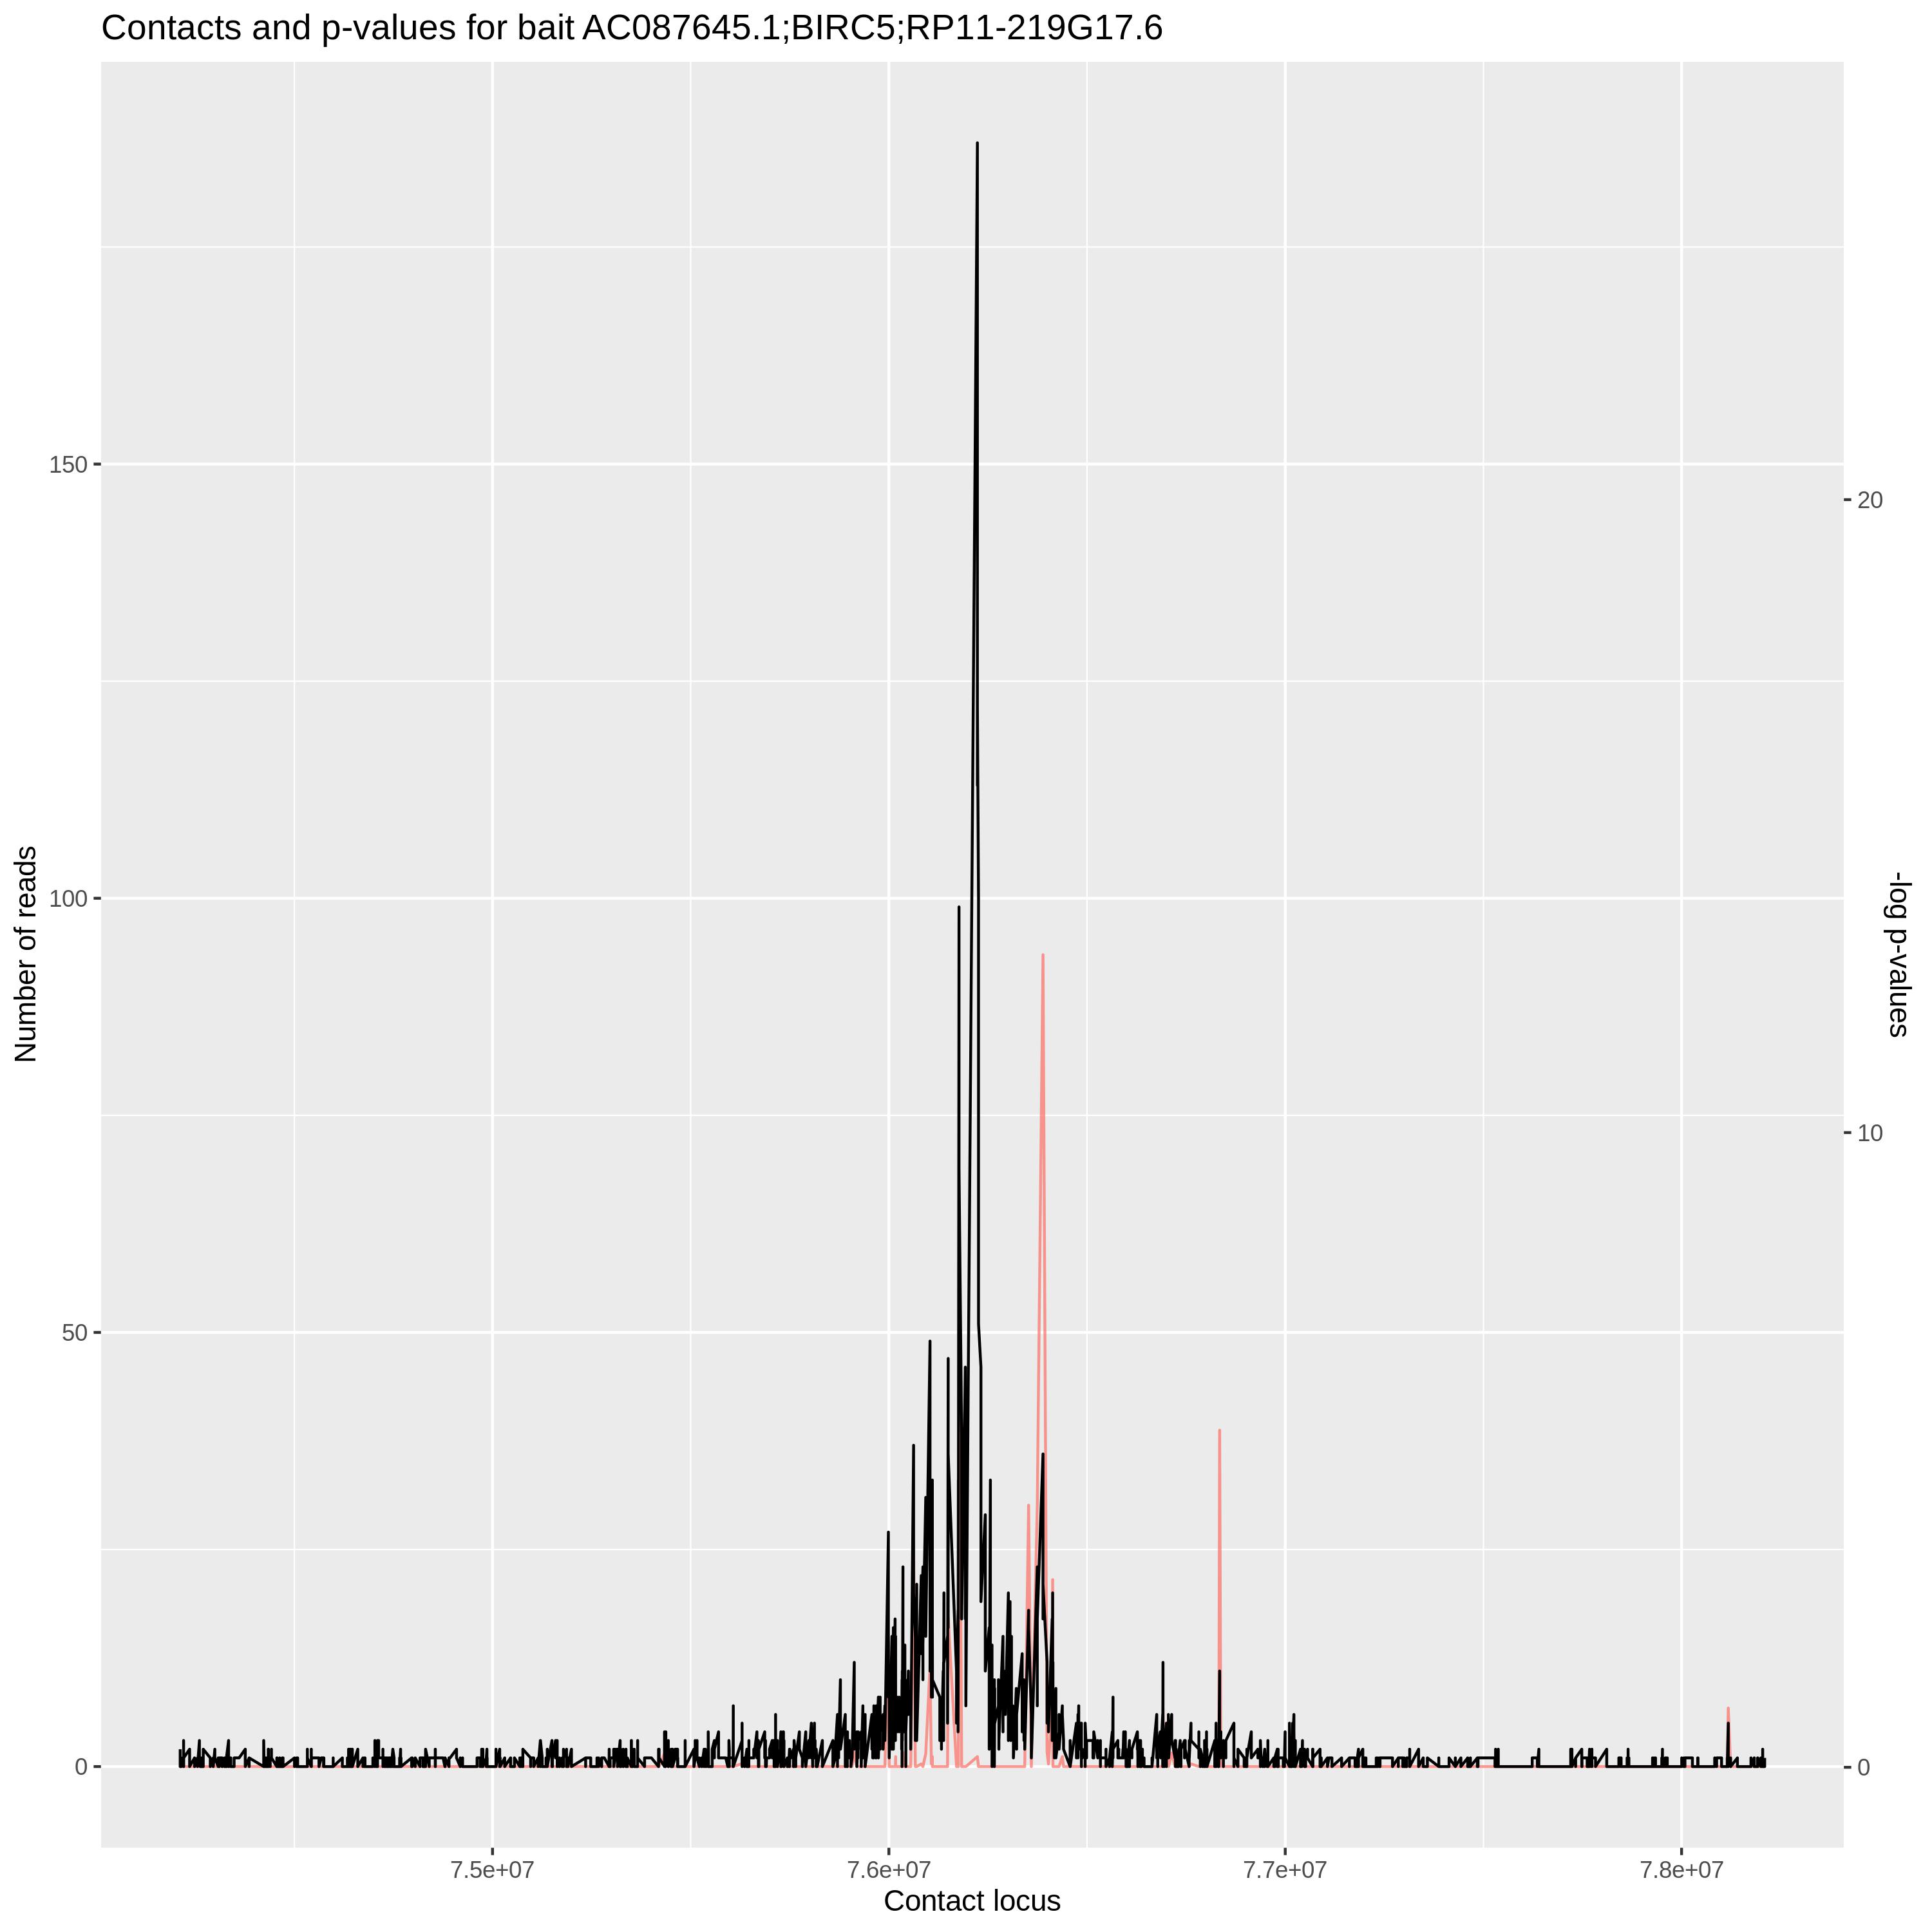 Contacts and p-values for bait AC087645.1;BIRC5;RP11-219G17.6
Number of reads
150
100
50
0
20
10
0
-log p-values
7.5e+07
7.6e+07
7.7e+07
7.8e+07
Contact locus